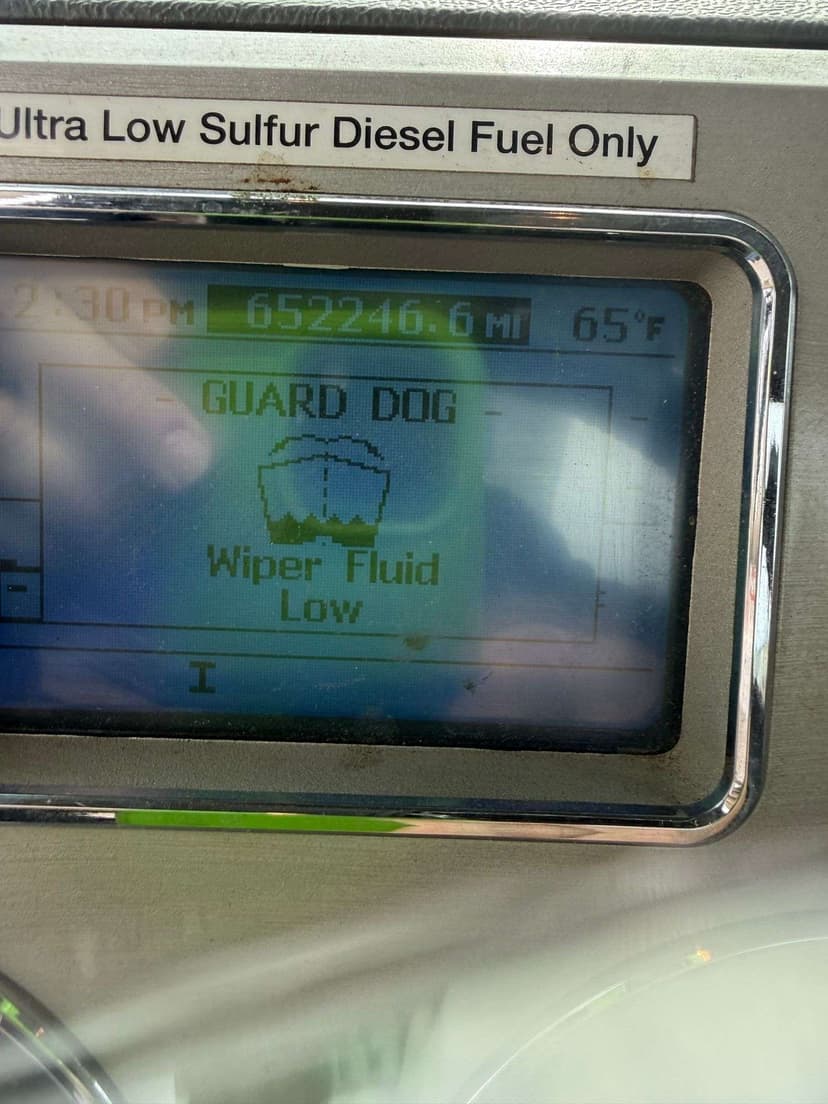 Ultra Low Sulfur Diesel Fuel Only
2:30 PM 652246.6 MI 65°F
- GUARD DOG -
Wiper Fluid
Low
I